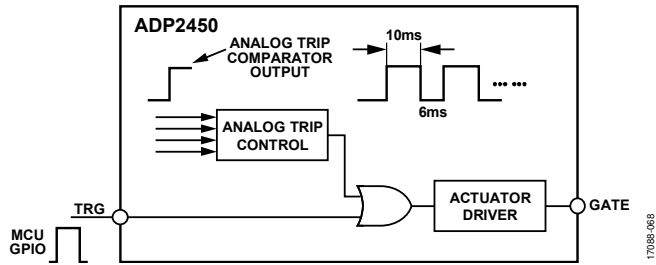 ADP2450
ANALOG TRIP
COMPARATOR
OUTPUT
10ms
... ...
6ms
ANALOG TRIP
CONTROL
TRG
MCU
GPIO
ACTUATOR
DRIVER
GATE
17088-068